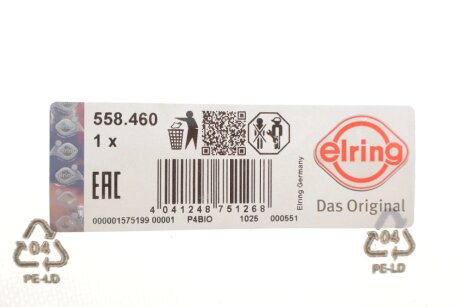 558.460
1 x
elring
Das Original
EAC
Elring Germany
4 041248 751268
000001575199 00001 P4BIO 1025 000551
04
PE-LD
04
PE-LD